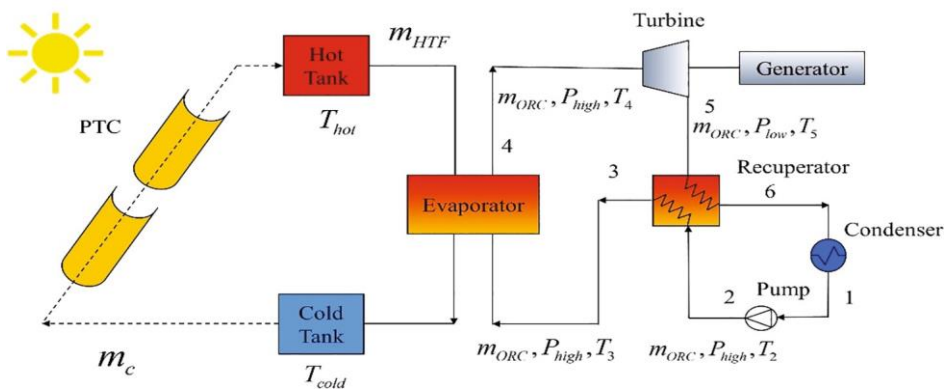 Turbine
m_HTF
Hot
Tank
Generator
m_ORC , P_high , T_4
5
PTC
T_hot
m_ORC , P_low , T_5
4
3
Recuperator
6
Evaporator
Condenser
Pump
2
1
Cold
Tank
m_ORC , P_high , T_3
m_ORC , P_high , T_2
m_c
T_cold